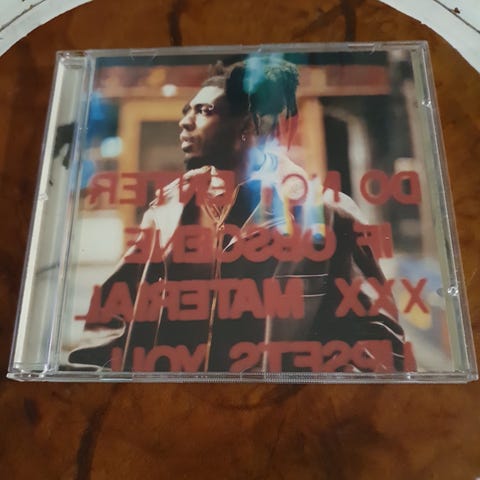 DO NOT ENTER
IF OBSCENE
XXX MATERIAL
UPSETS YOU